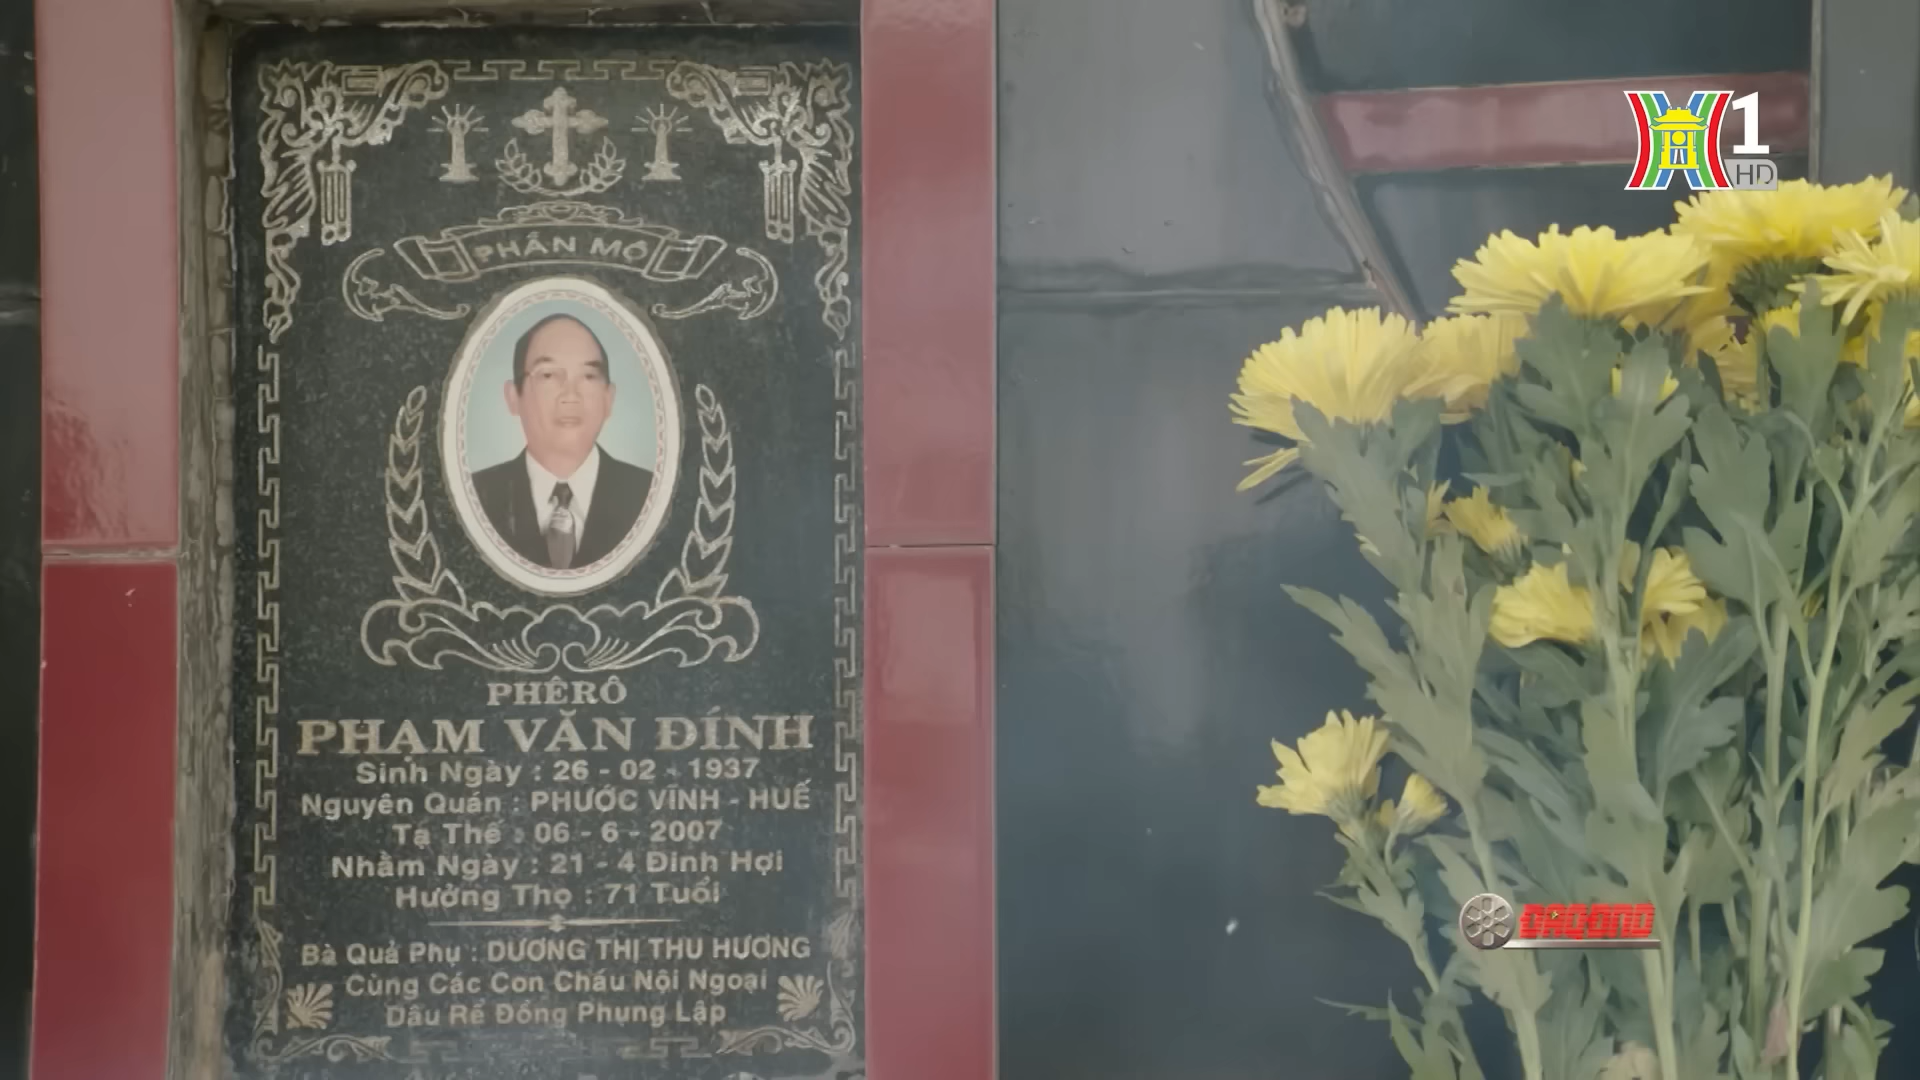 PHẦN MỘ
PHÊRÔ
PHẠM VĂN ĐÍNH
Sinh Ngày : 26 - 02 - 1937
Nguyên Quán : PHƯỚC VĨNH - HUẾ
Tạ Thế : 06 - 6 - 2007
Nhằm Ngày : 21 - 4 Đinh Hợi
Hưởng Thọ : 71 Tuổi
Bà Quả Phụ : DƯƠNG THỊ THU HƯƠNG
Cùng Các Con Cháu Nội Ngoại
Dâu Rể Đồng Phụng Lập
1
HD